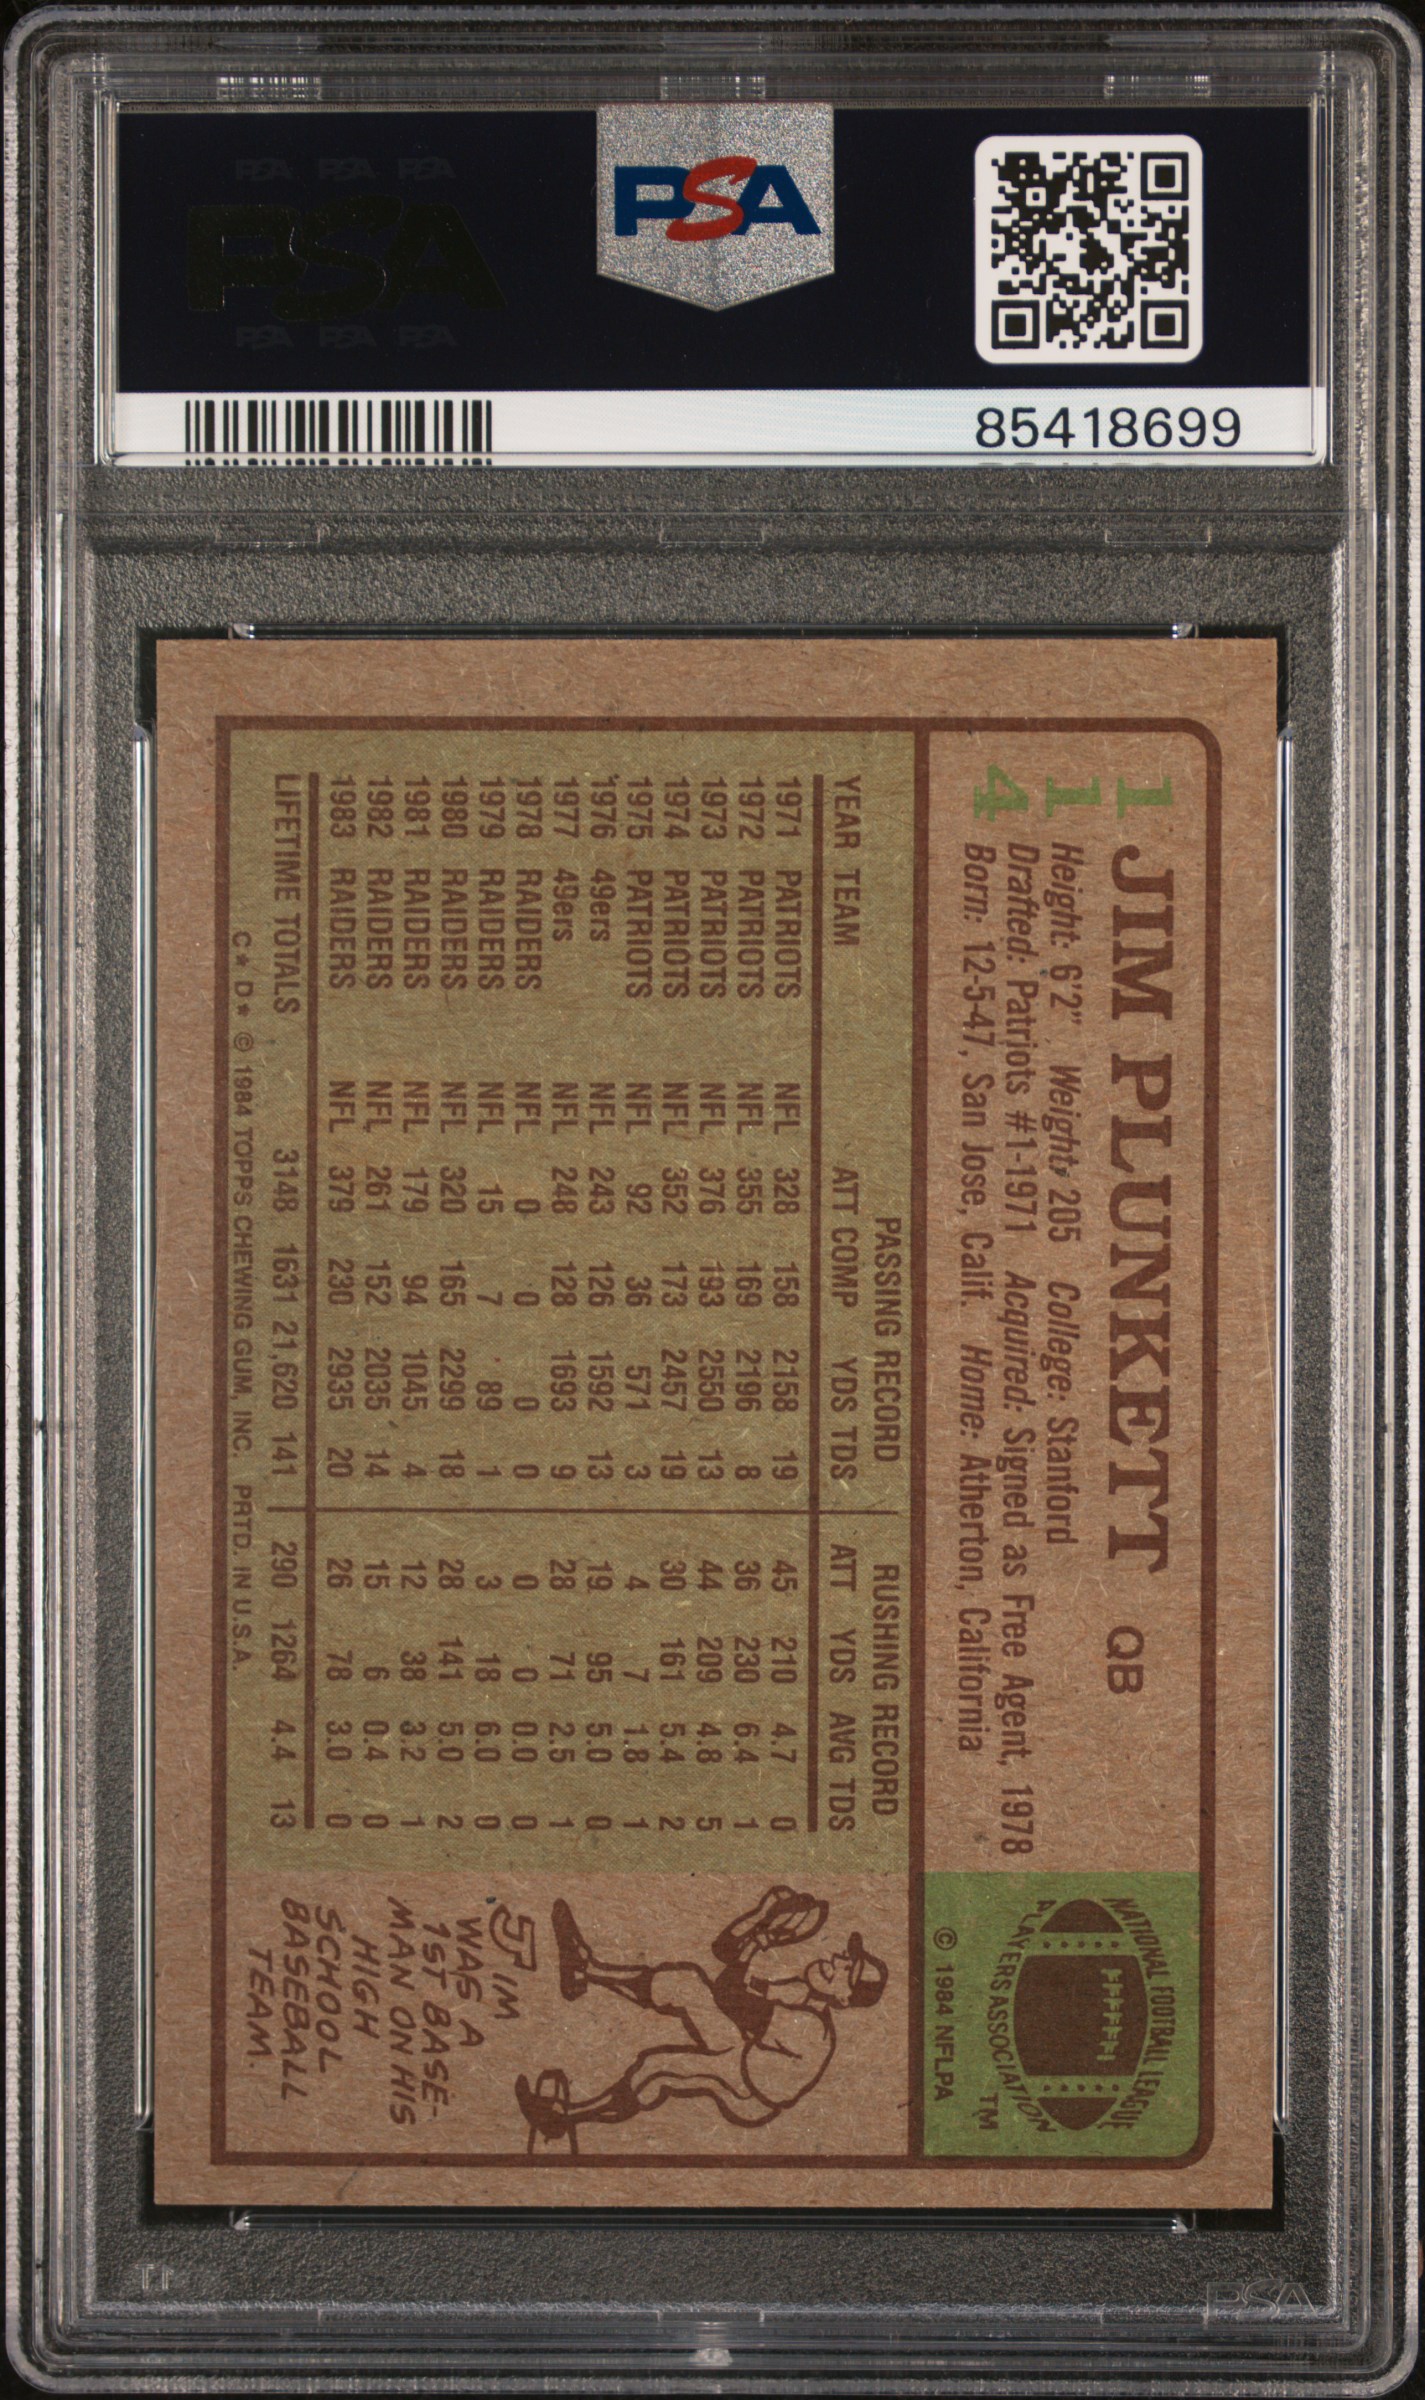 PSA PSA PSA
PSA
PSA PSA PSA
PSA
85418699
114
JIM PLUNKETT QB
Height: 6'2" Weight: 205 College: Stanford
Drafted: Patriots #1-1971 Acquired: Signed as Free Agent, 1978
Born: 12-5-47, San Jose, Calif. Home: Atherton, California
NATIONAL FOOTBALL LEAGUE
PLAYERS ASSOCIATION
TM
© 1984 NFLPA
PASSING RECORD RUSHING RECORD
YEAR TEAM ATT COMP YDS TDS ATT YDS AVG TDS
1971 PATRIOTS NFL 328 158 2158 19 45 210 4.7 0
1972 PATRIOTS NFL 355 169 2196 8 36 230 6.4 1
1973 PATRIOTS NFL 376 193 2550 13 44 209 4.8 5
1974 PATRIOTS NFL 352 173 2457 19 30 161 5.4 2
1975 PATRIOTS NFL 92 36 571 3 4 7 1.8 1
1976 49ers NFL 243 126 1592 13 19 95 5.0 0
1977 49ers NFL 248 128 1693 9 28 71 2.5 1
1978 RAIDERS NFL 0 0 0 0 0 0 0.0 0
1979 RAIDERS NFL 15 7 89 1 3 18 6.0 0
1980 RAIDERS NFL 320 165 2299 18 28 141 5.0 2
1981 RAIDERS NFL 179 94 1045 4 12 38 3.2 1
1982 RAIDERS NFL 261 152 2035 14 15 6 0.4 0
1983 RAIDERS NFL 379 230 2935 20 26 78 3.0 0
LIFETIME TOTALS 3148 1631 21,620 141 290 1264 4.4 13
C* D* © 1984 TOPPS CHEWING GUM, INC. PRTD. IN U.S.A.
JIM
WAS A
1ST BASE-
MAN ON HIS
HIGH
SCHOOL
BASEBALL
TEAM.
TT
PSA